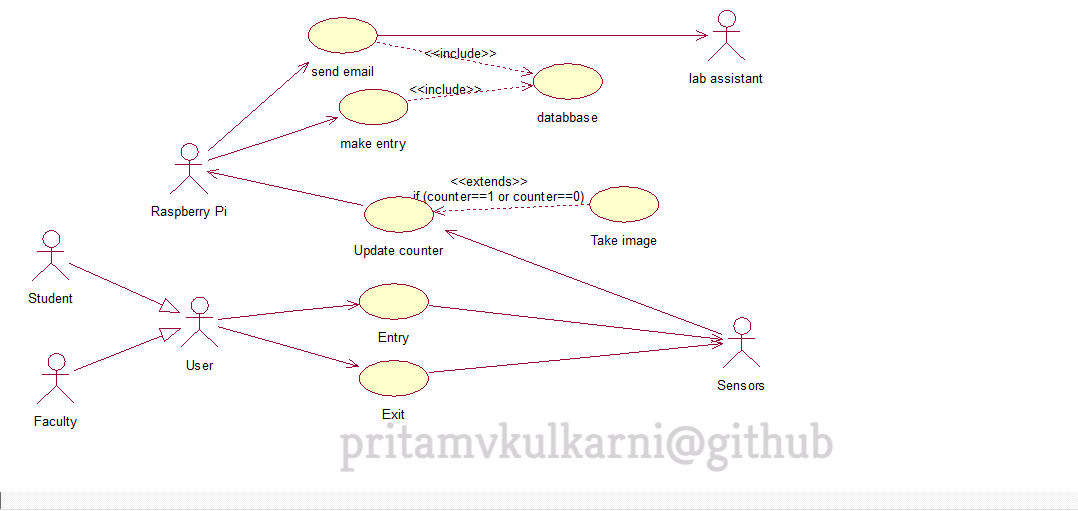 send email
<<include>>
lab assistant
<<include>>
databbase
make entry
Raspberry Pi
<<extends>>
if (counter==1 or counter==0)
Update counter
Take image
Student
User
Entry
Faculty
Exit
Sensors
pritamvkulkarni@github